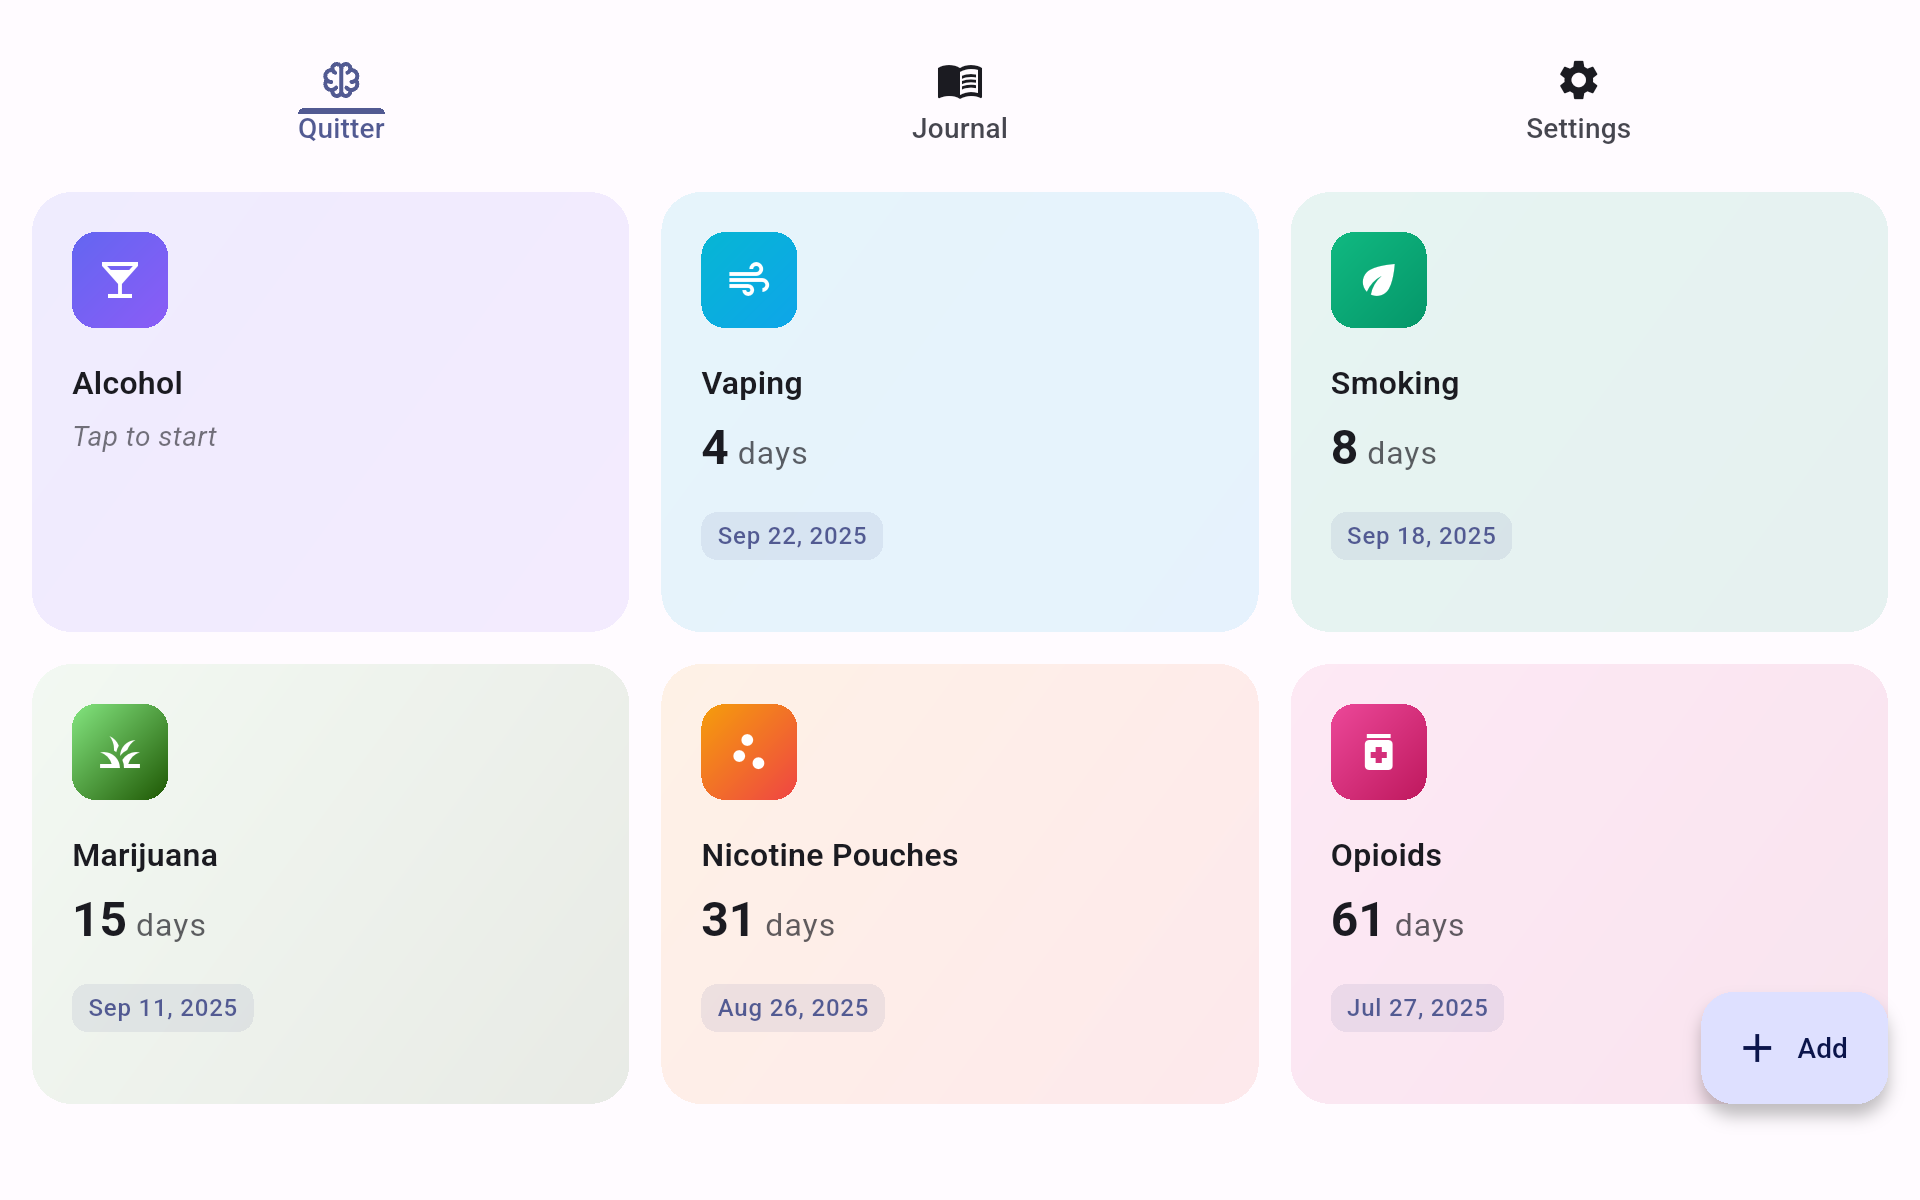 Quitter
Journal
Settings
Alcohol
Tap to start
Vaping
4 days
Sep 22, 2025
Smoking
8 days
Sep 18, 2025
Marijuana
15 days
Sep 11, 2025
Nicotine Pouches
31 days
Aug 26, 2025
Opioids
61 days
Jul 27, 2025
Add